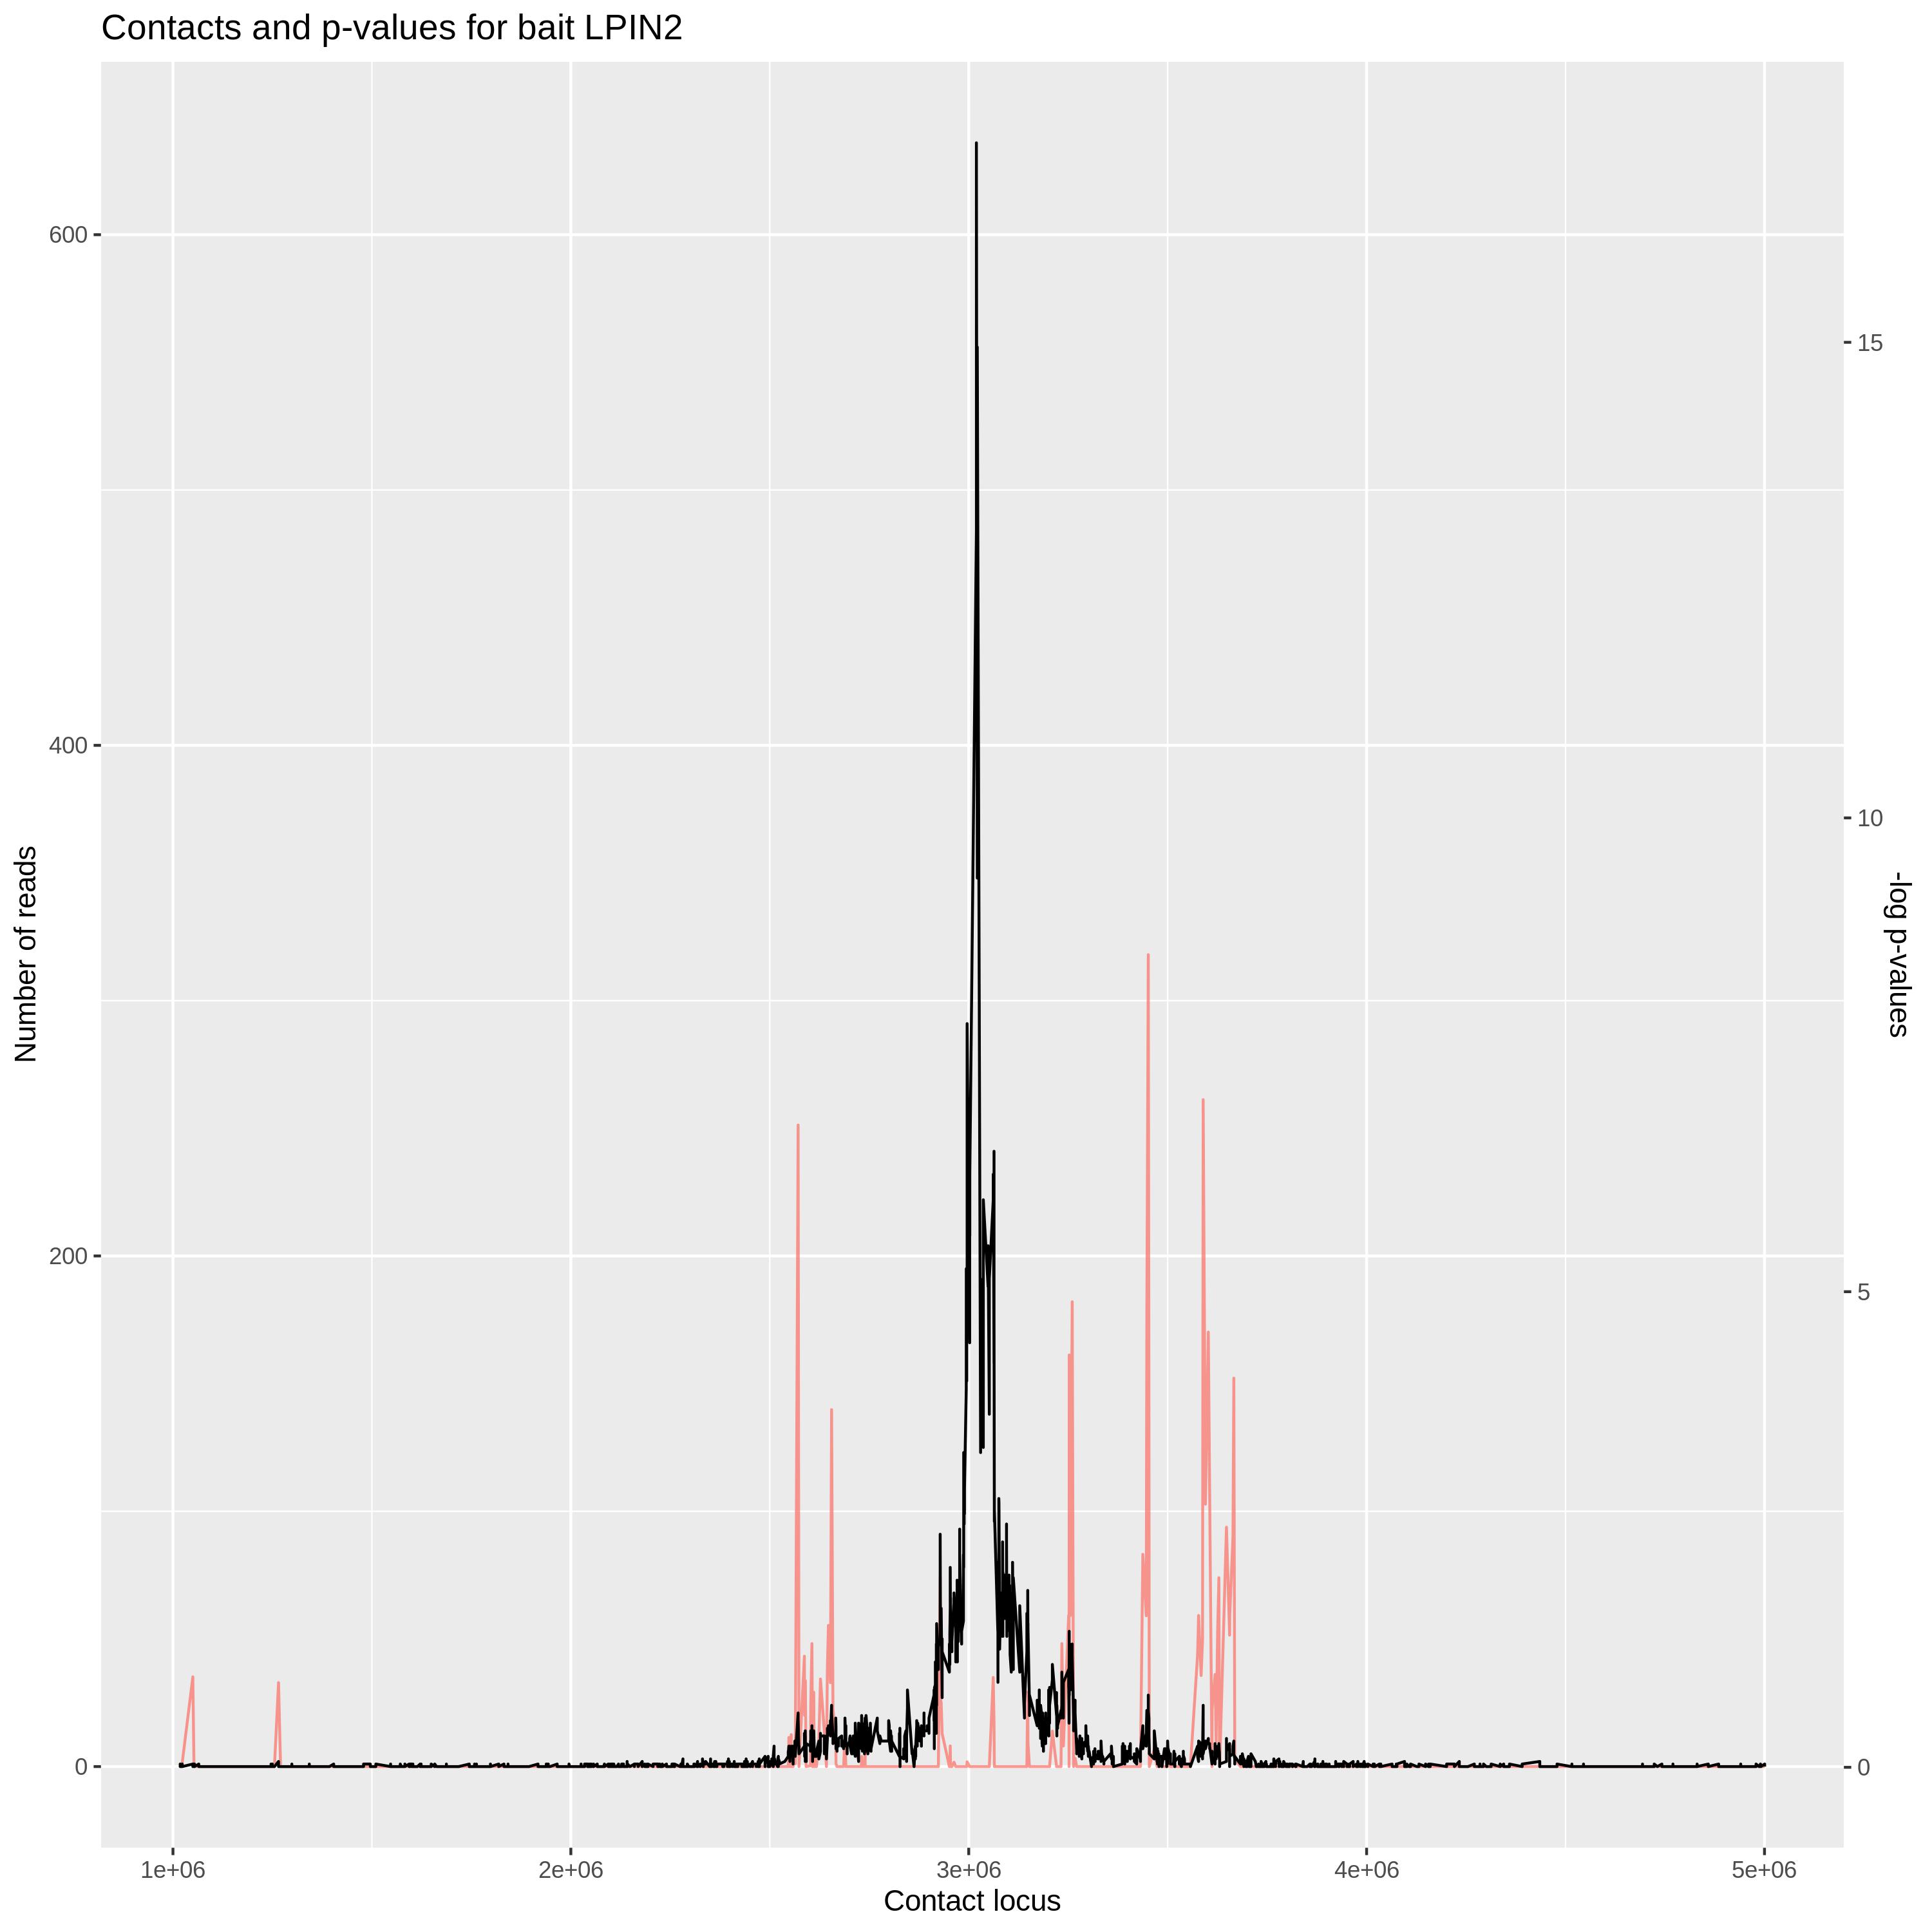 Contacts and p-values for bait LPIN2
600
400
200
0
Number of reads
15
10
5
0
-log p-values
1e+06
2e+06
3e+06
4e+06
5e+06
Contact locus